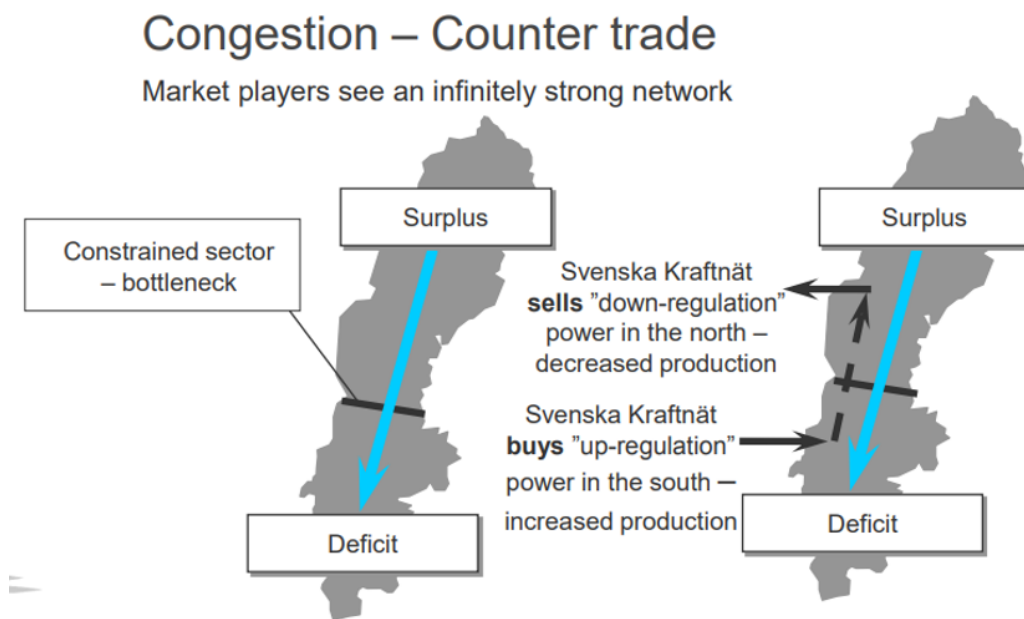 Congestion – Counter trade
Market players see an infinitely strong network
Surplus
Constrained sector
– bottleneck
Deficit
Surplus
Svenska Kraftnät
sells ”down-regulation”
power in the north –
decreased production
Svenska Kraftnät
buys ”up-regulation”
power in the south –
increased production
Deficit